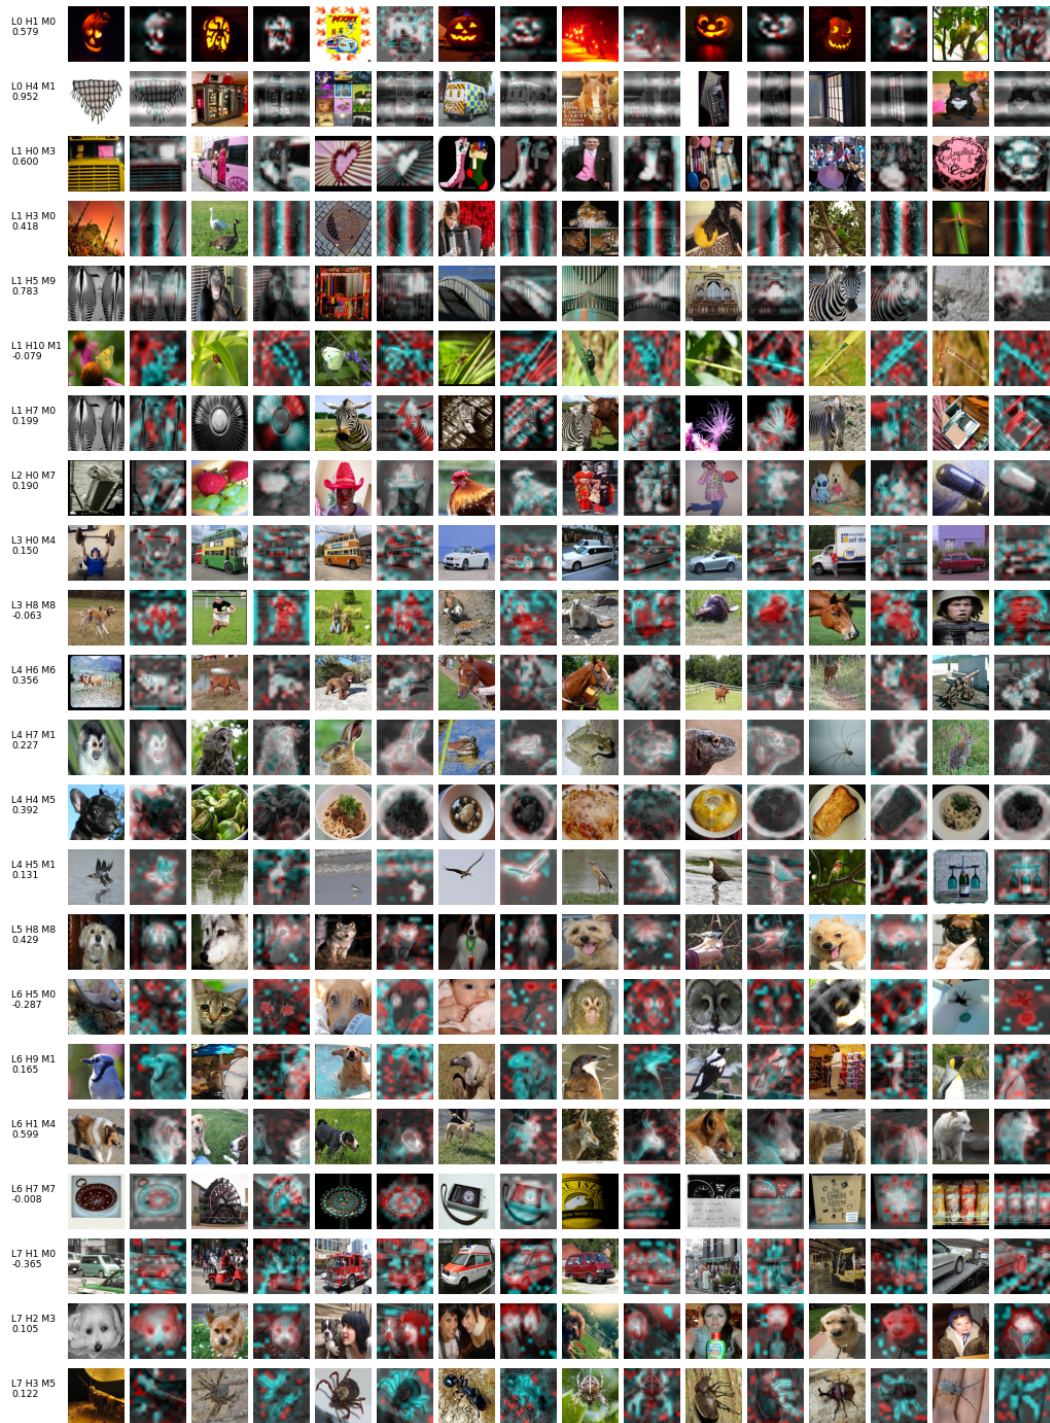 L0 H1 M0
0.579
L0 H4 M1
0.952
L1 H0 M3
0.600
L1 H3 M0
0.418
L1 H5 M9
0.783
L1 H10 M1
-0.079
L1 H7 M0
0.199
L2 H0 M7
0.190
L3 H0 M4
0.150
L3 H8 M8
-0.063
L4 H6 M6
0.356
L4 H7 M1
0.227
L4 H4 M5
0.392
L4 H5 M1
0.131
L5 H8 M8
0.429
L6 H5 M0
-0.287
L6 H9 M1
0.165
L6 H1 M4
0.599
L6 H7 M7
-0.008
L7 H1 M0
-0.365
L7 H2 M3
0.105
L7 H3 M5
0.122